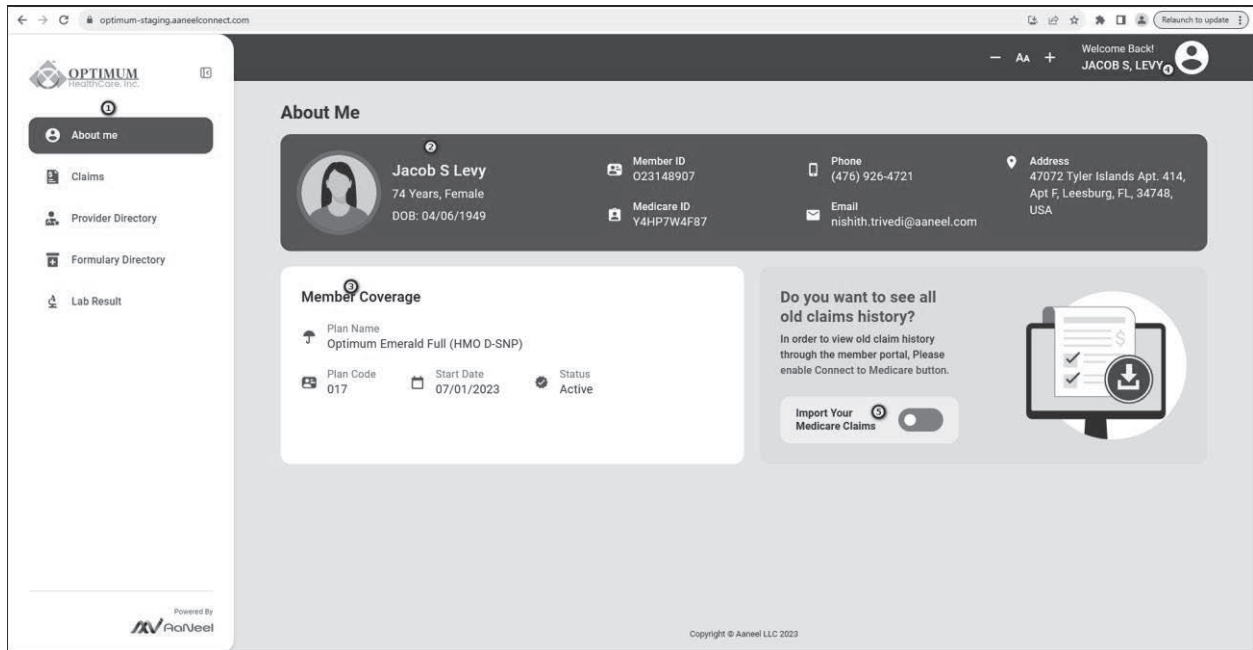 optimum-staging.aaneelconnect.com
Relaunch to update
OPTIMUM
HealthCare, Inc.
1
About me
Claims
Provider Directory
Formulary Directory
Lab Result
Powered By
AaNeel
— AA +
Welcome Back!
JACOB S, LEVY
4
About Me
2
Jacob S Levy
74 Years, Female
DOB: 04/06/1949
Member ID
O23148907
Medicare ID
Y4HP7W4F87
Phone
(476) 926-4721
Email
nishith.trivedi@aaneel.com
Address
47072 Tyler Islands Apt. 414,
Apt F, Leesburg, FL, 34748,
USA
3
Member Coverage
Plan Name
Optimum Emerald Full (HMO D-SNP)
Plan Code
017
Start Date
07/01/2023
Status
Active
Do you want to see all
old claims history?
In order to view old claim history
through the member portal, Please
enable Connect to Medicare button.
Import Your
Medicare Claims
5
$
Copyright © Aaneel LLC 2023